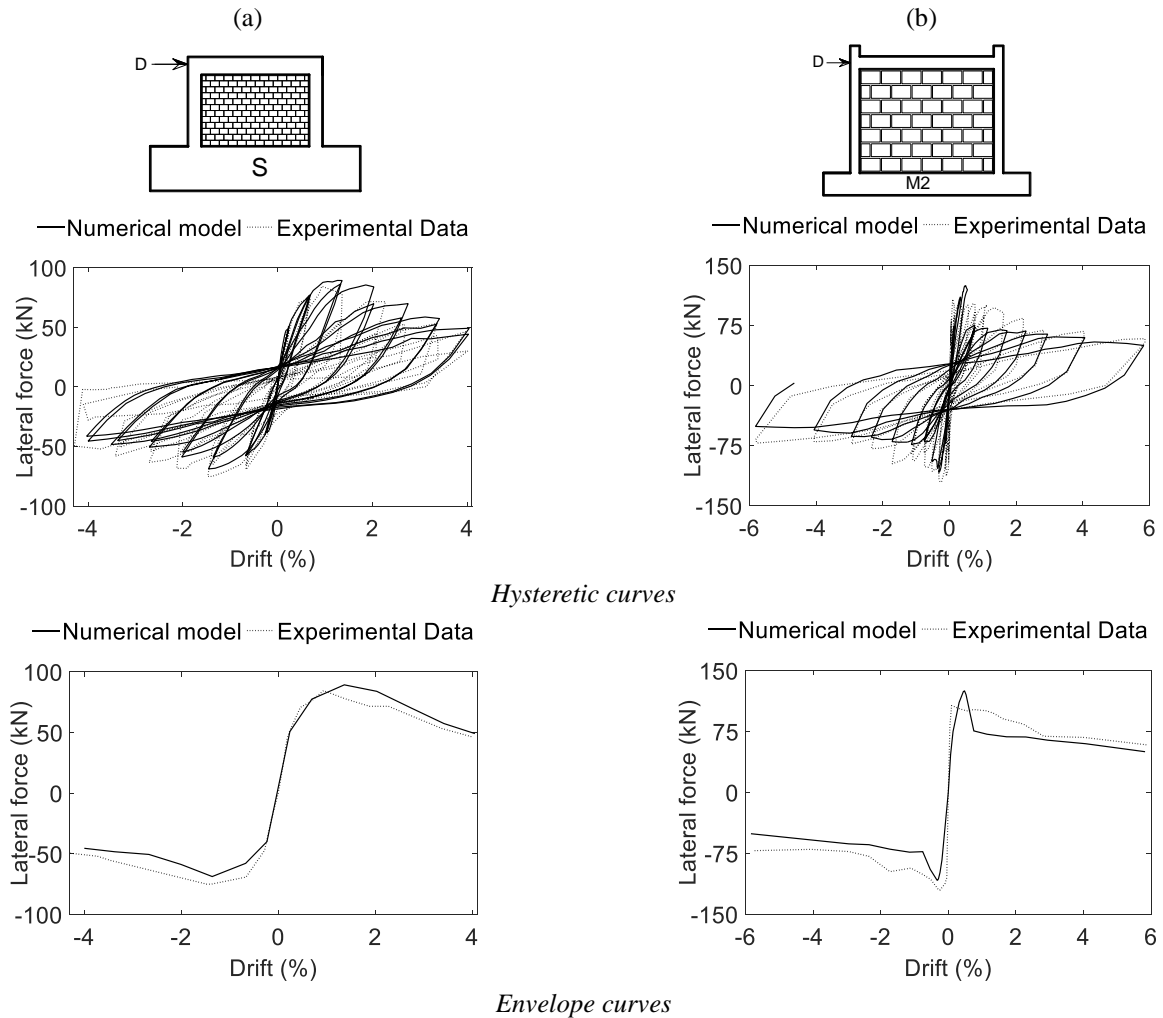 (a)
(b)
D
S
D
M2
Numerical model Experimental Data
Numerical model Experimental Data
100
50
0
-50
-100
Lateral force (kN)
-4 -2 0 2 4
Drift (%)
150
75
0
-75
-150
Lateral force (kN)
-6 -4 -2 0 2 4 6
Drift (%)
Hysteretic curves
Numerical model Experimental Data
Numerical model Experimental Data
100
50
0
-50
-100
Lateral force (kN)
-4 -2 0 2 4
Drift (%)
150
75
0
-75
-150
Lateral force (kN)
-6 -4 -2 0 2 4 6
Drift (%)
Envelope curves